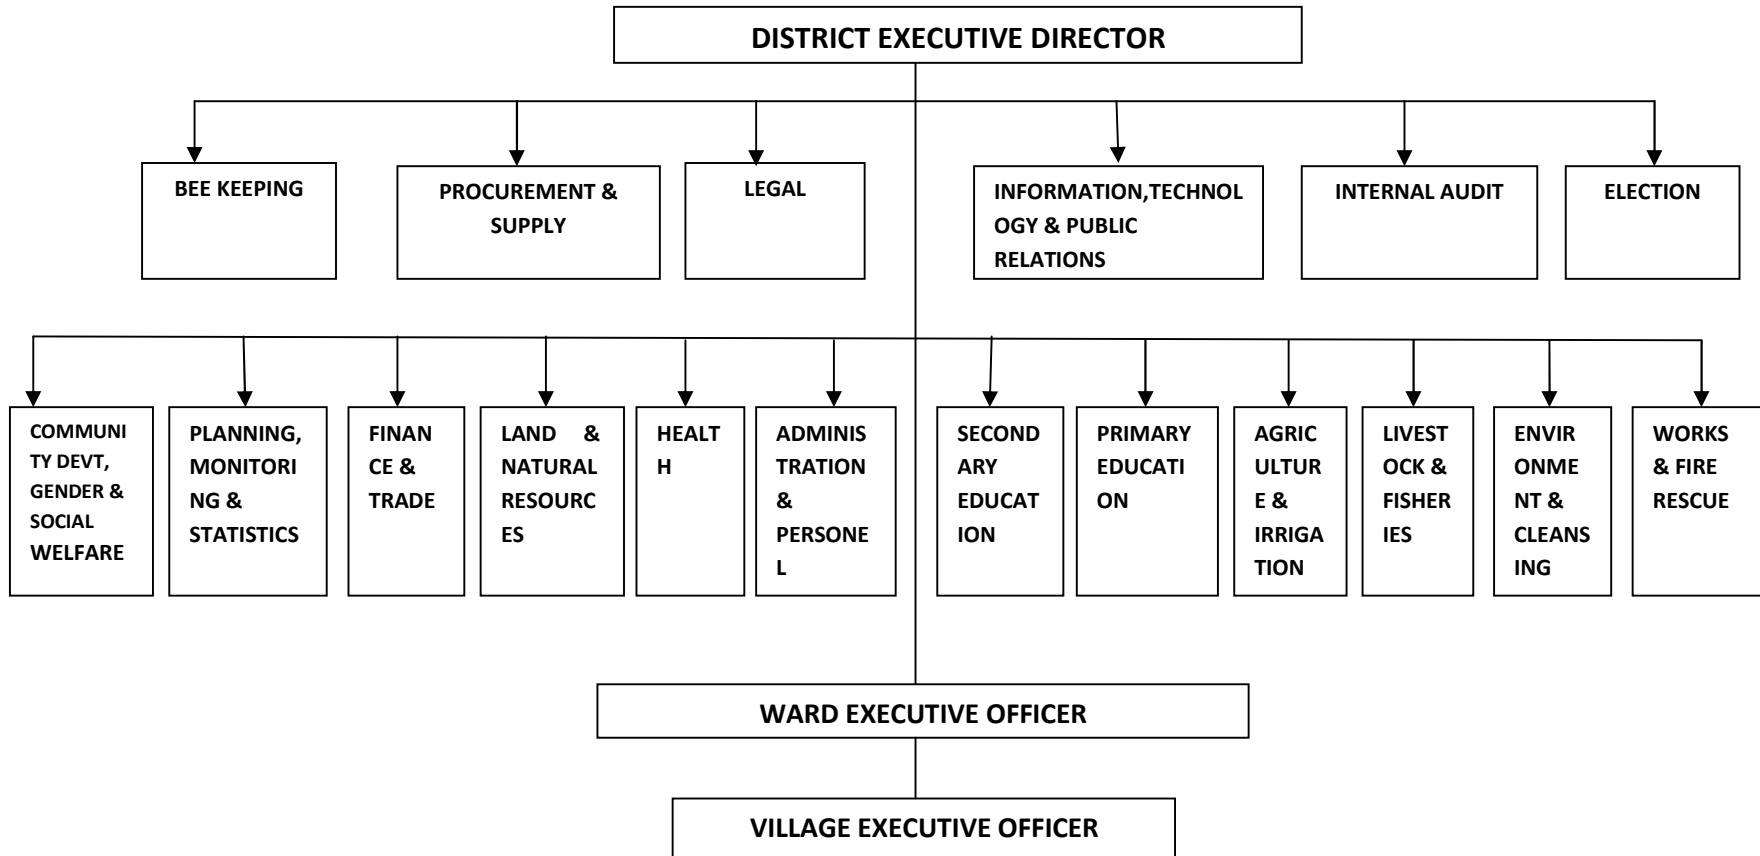 DISTRICT EXECUTIVE DIRECTOR
BEE KEEPING
PROCUREMENT &
SUPPLY
LEGAL
INFORMATION,TECHNOL
OGY & PUBLIC
RELATIONS
INTERNAL AUDIT
ELECTION
COMMUNI
TY DEVT,
GENDER &
SOCIAL
WELFARE
PLANNING,
MONITORI
NG &
STATISTICS
FINAN
CE &
TRADE
LAND &
NATURAL
RESOURC
ES
HEALT
H
ADMINIS
TRATION
&
PERSONE
L
SECOND
ARY
EDUCAT
ION
PRIMARY
EDUCATI
ON
AGRIC
ULTUR
E &
IRRIGA
TION
LIVEST
OCK &
FISHER
IES
ENVIR
ONME
NT &
CLEANS
ING
WORKS
& FIRE
RESCUE
WARD EXECUTIVE OFFICER
VILLAGE EXECUTIVE OFFICER